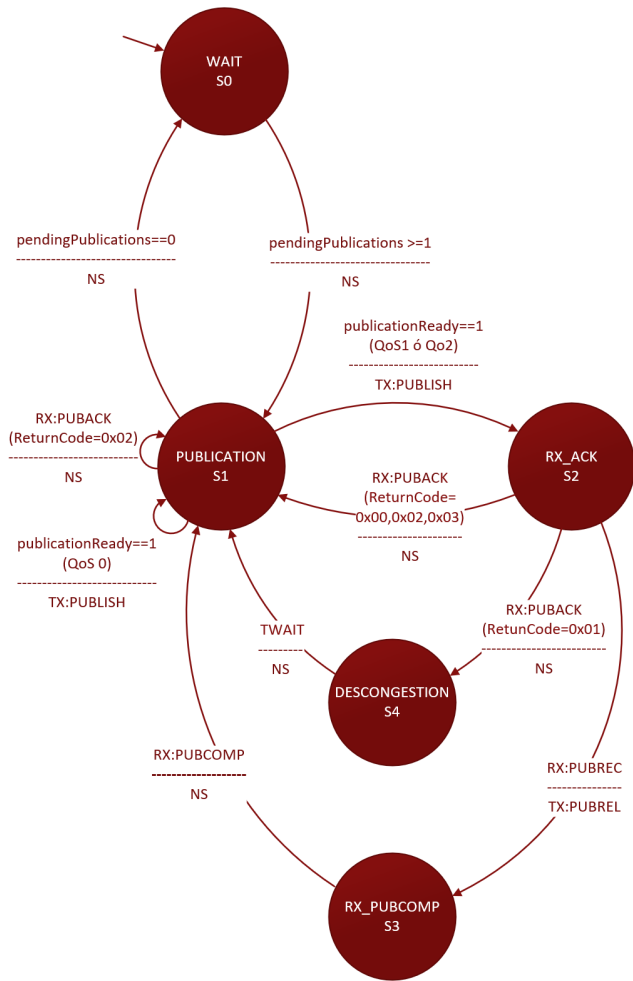 WAIT
S0
pendingPublications==0
--------------------------------
NS
pendingPublications >=1
--------------------------------
NS
publicationReady==1
(QoS1 ó Qo2)
--------------------------
TX:PUBLISH
RX:PUBACK
(ReturnCode=0x02)
---------------------------
NS
PUBLICATION
S1
RX:PUBACK
(ReturnCode=
0x00,0x02,0x03)
---------------------
NS
RX_ACK
S2
publicationReady==1
(QoS 0)
----------------------------
TX:PUBLISH
TWAIT
---------
NS
RX:PUBACK
(RetunCode=0x01)
-------------------------
NS
DESCONGESTION
S4
RX:PUBCOMP
-------------------
NS
RX:PUBREC
---------------
TX:PUBREL
RX_PUBCOMP
S3